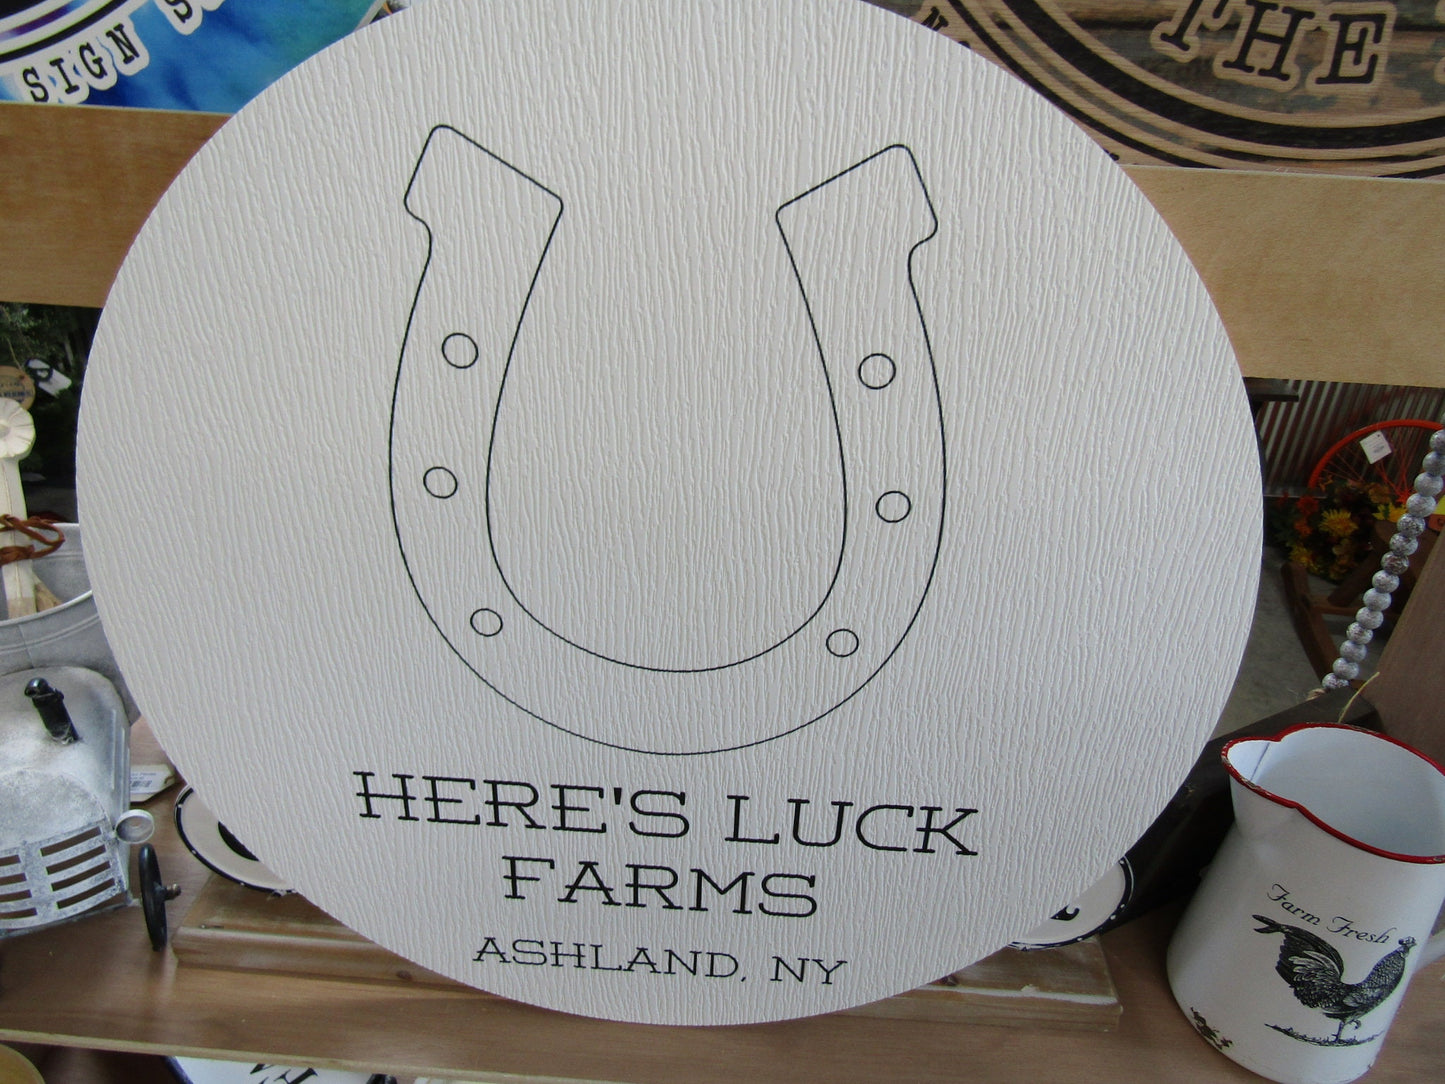 SIGN S
THE
HERE'S LUCK
FARMS
ASHLAND, NY
Farm Fresh